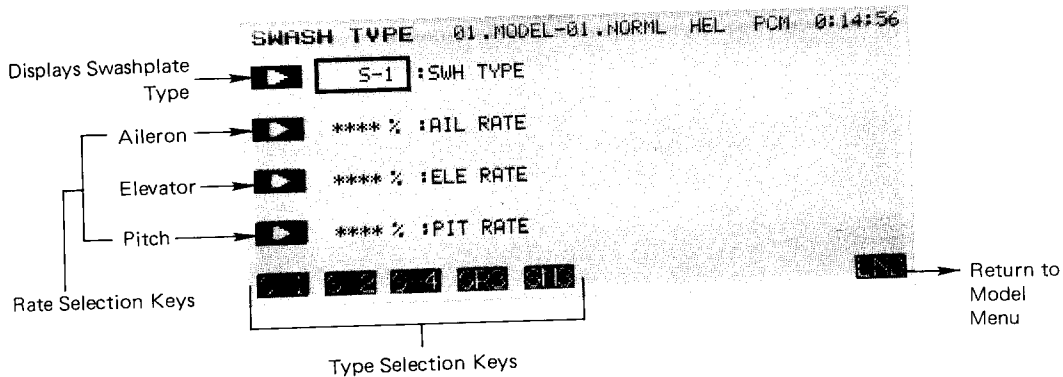 SWASH TYPE 01.MODEL-01.NORML HEL PCM 0:14:56
Displays Swashplate Type
S-1 :SWH TYPE
Aileron
**** % :AIL RATE
Elevator
**** % :ELE RATE
Pitch
**** % :PIT RATE
Rate Selection Keys
Return to Model Menu
Type Selection Keys